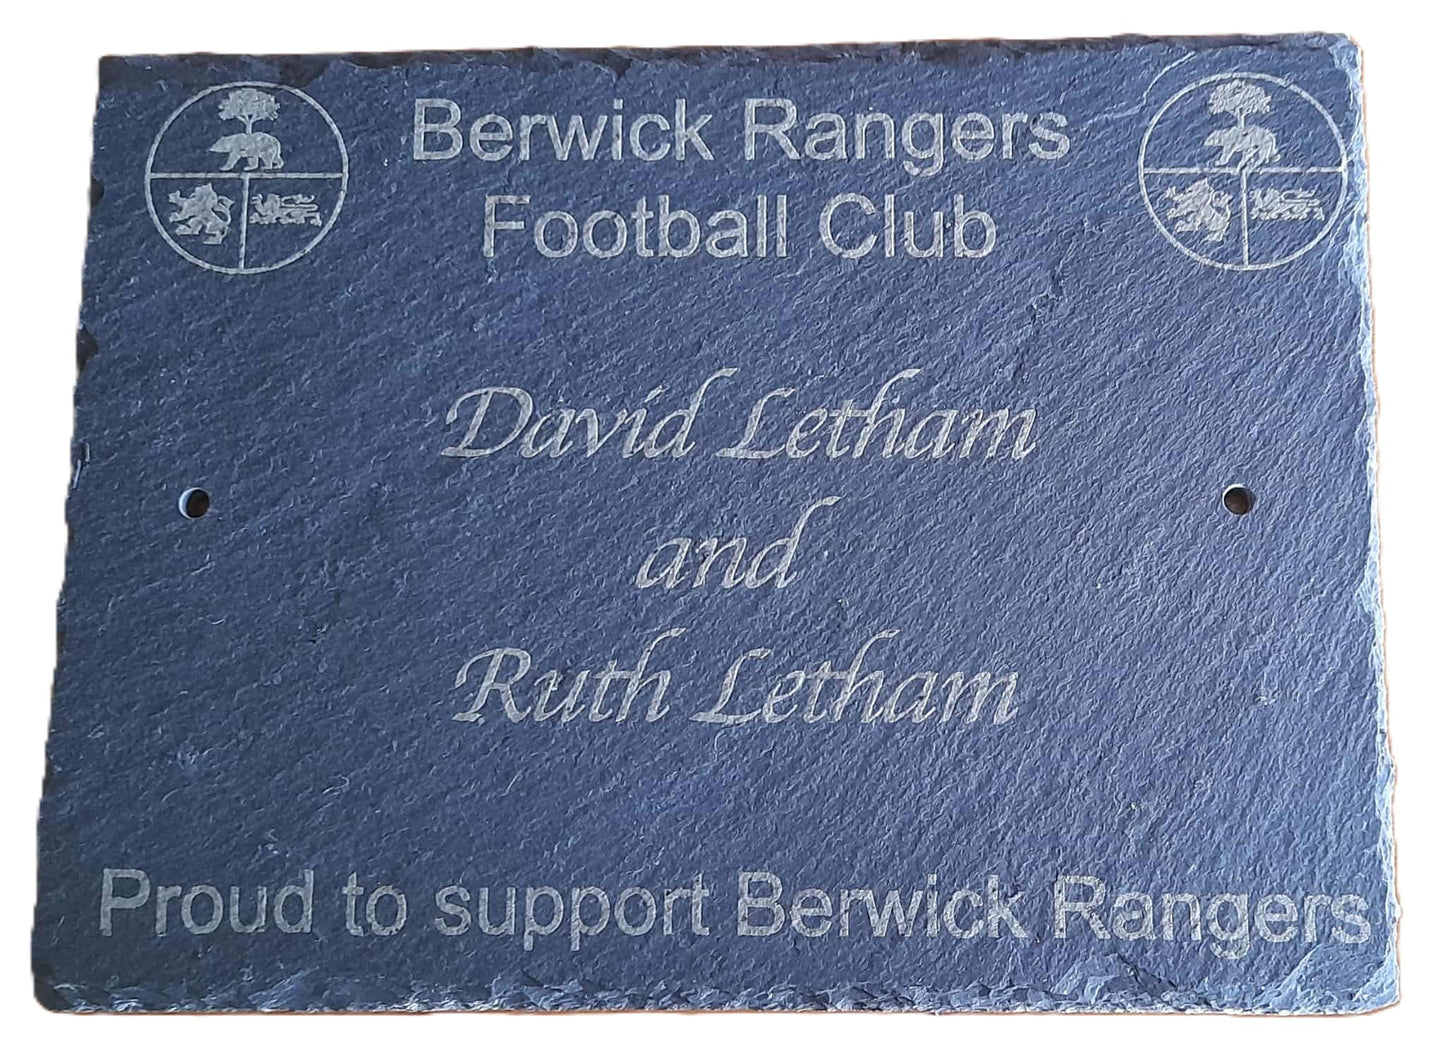 Berwick Rangers
Football Club
David Letham
and
Ruth Letham
Proud to support Berwick Rangers